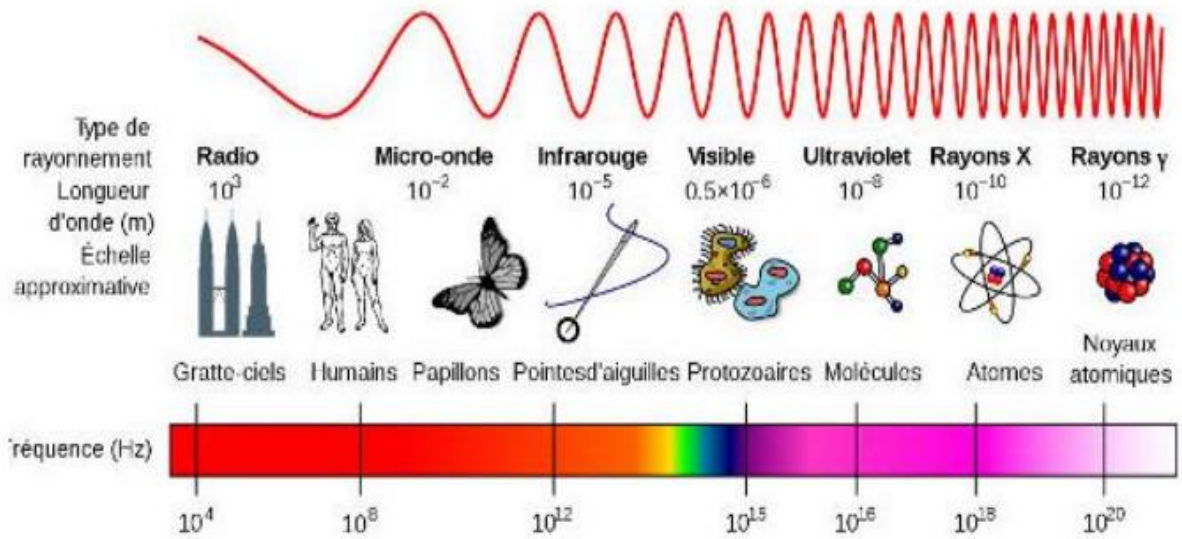 Type de
rayonnement
Radio Micro-onde Infrarouge Visible Ultraviolet Rayons X Rayons γ
Longueur
d'onde (m)
10³ 10⁻² 10⁻⁵ 0.5×10⁻⁶ 10⁻⁸ 10⁻¹⁰ 10⁻¹²
Échelle
approximative
Gratte-ciels Humains Papillons Pointesd'aiguilles Protozoaires Molécules Atomes Noyaux
atomiques
réquence (Hz)
10⁴ 10⁸ 10¹² 10¹⁵ 10¹⁶ 10¹⁸ 10²⁰